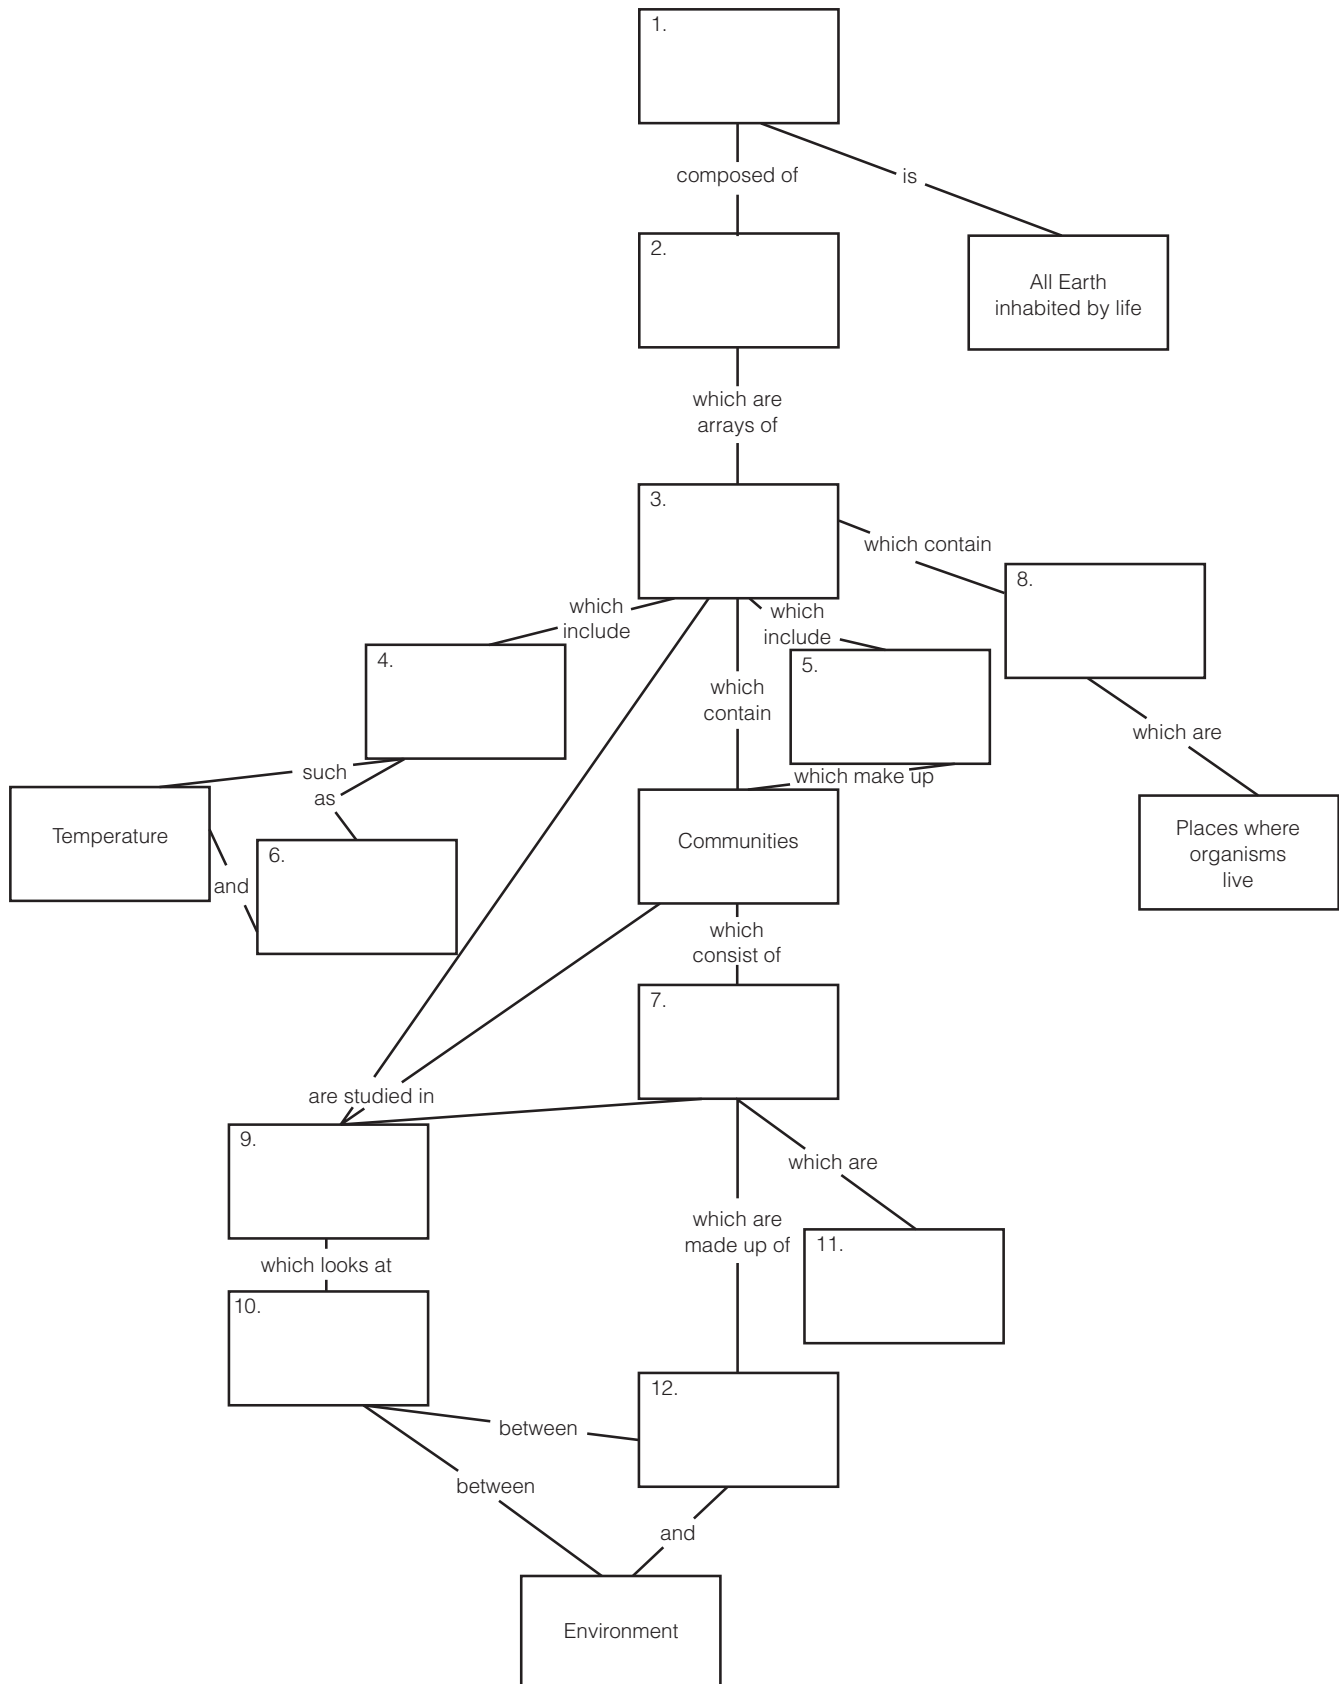 1.
composed of
is
2.
All Earth
inhabited by life
which are
arrays of
3.
which contain
8.
which
include
which
include
4.
5.
which
contain
which are
such
as
which make up
Temperature
Communities
Places where
organisms
live
6.
and
which
consist of
7.
are studied in
9.
which are
which are
made up of
11.
which looks at
10.
12.
between
between
and
Environment